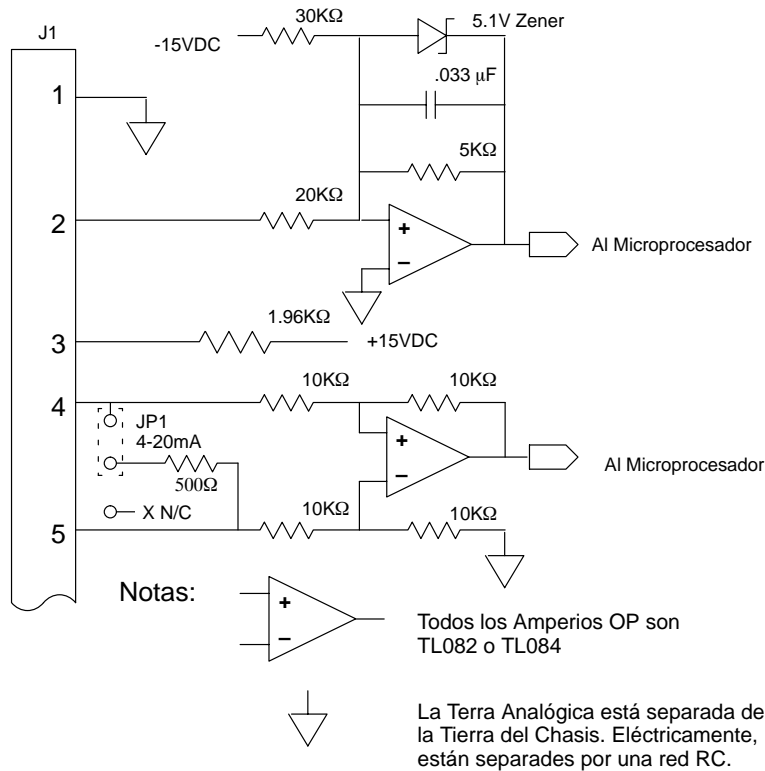 J1
30KΩ
5.1V Zener
-15VDC
.033 µF
1
5KΩ
20KΩ
2
+
−
Al Microprocesador
1.96KΩ
3
+15VDC
10KΩ
10KΩ
4
JP1
4-20mA
+
−
Al Microprocesador
500Ω
X N/C
10KΩ
10KΩ
5
Notas:
+
−
Todos los Amperios OP son
TL082 o TL084
La Terra Analógica está separada de
la Tierra del Chasis. Eléctricamente,
están separades por una red RC.